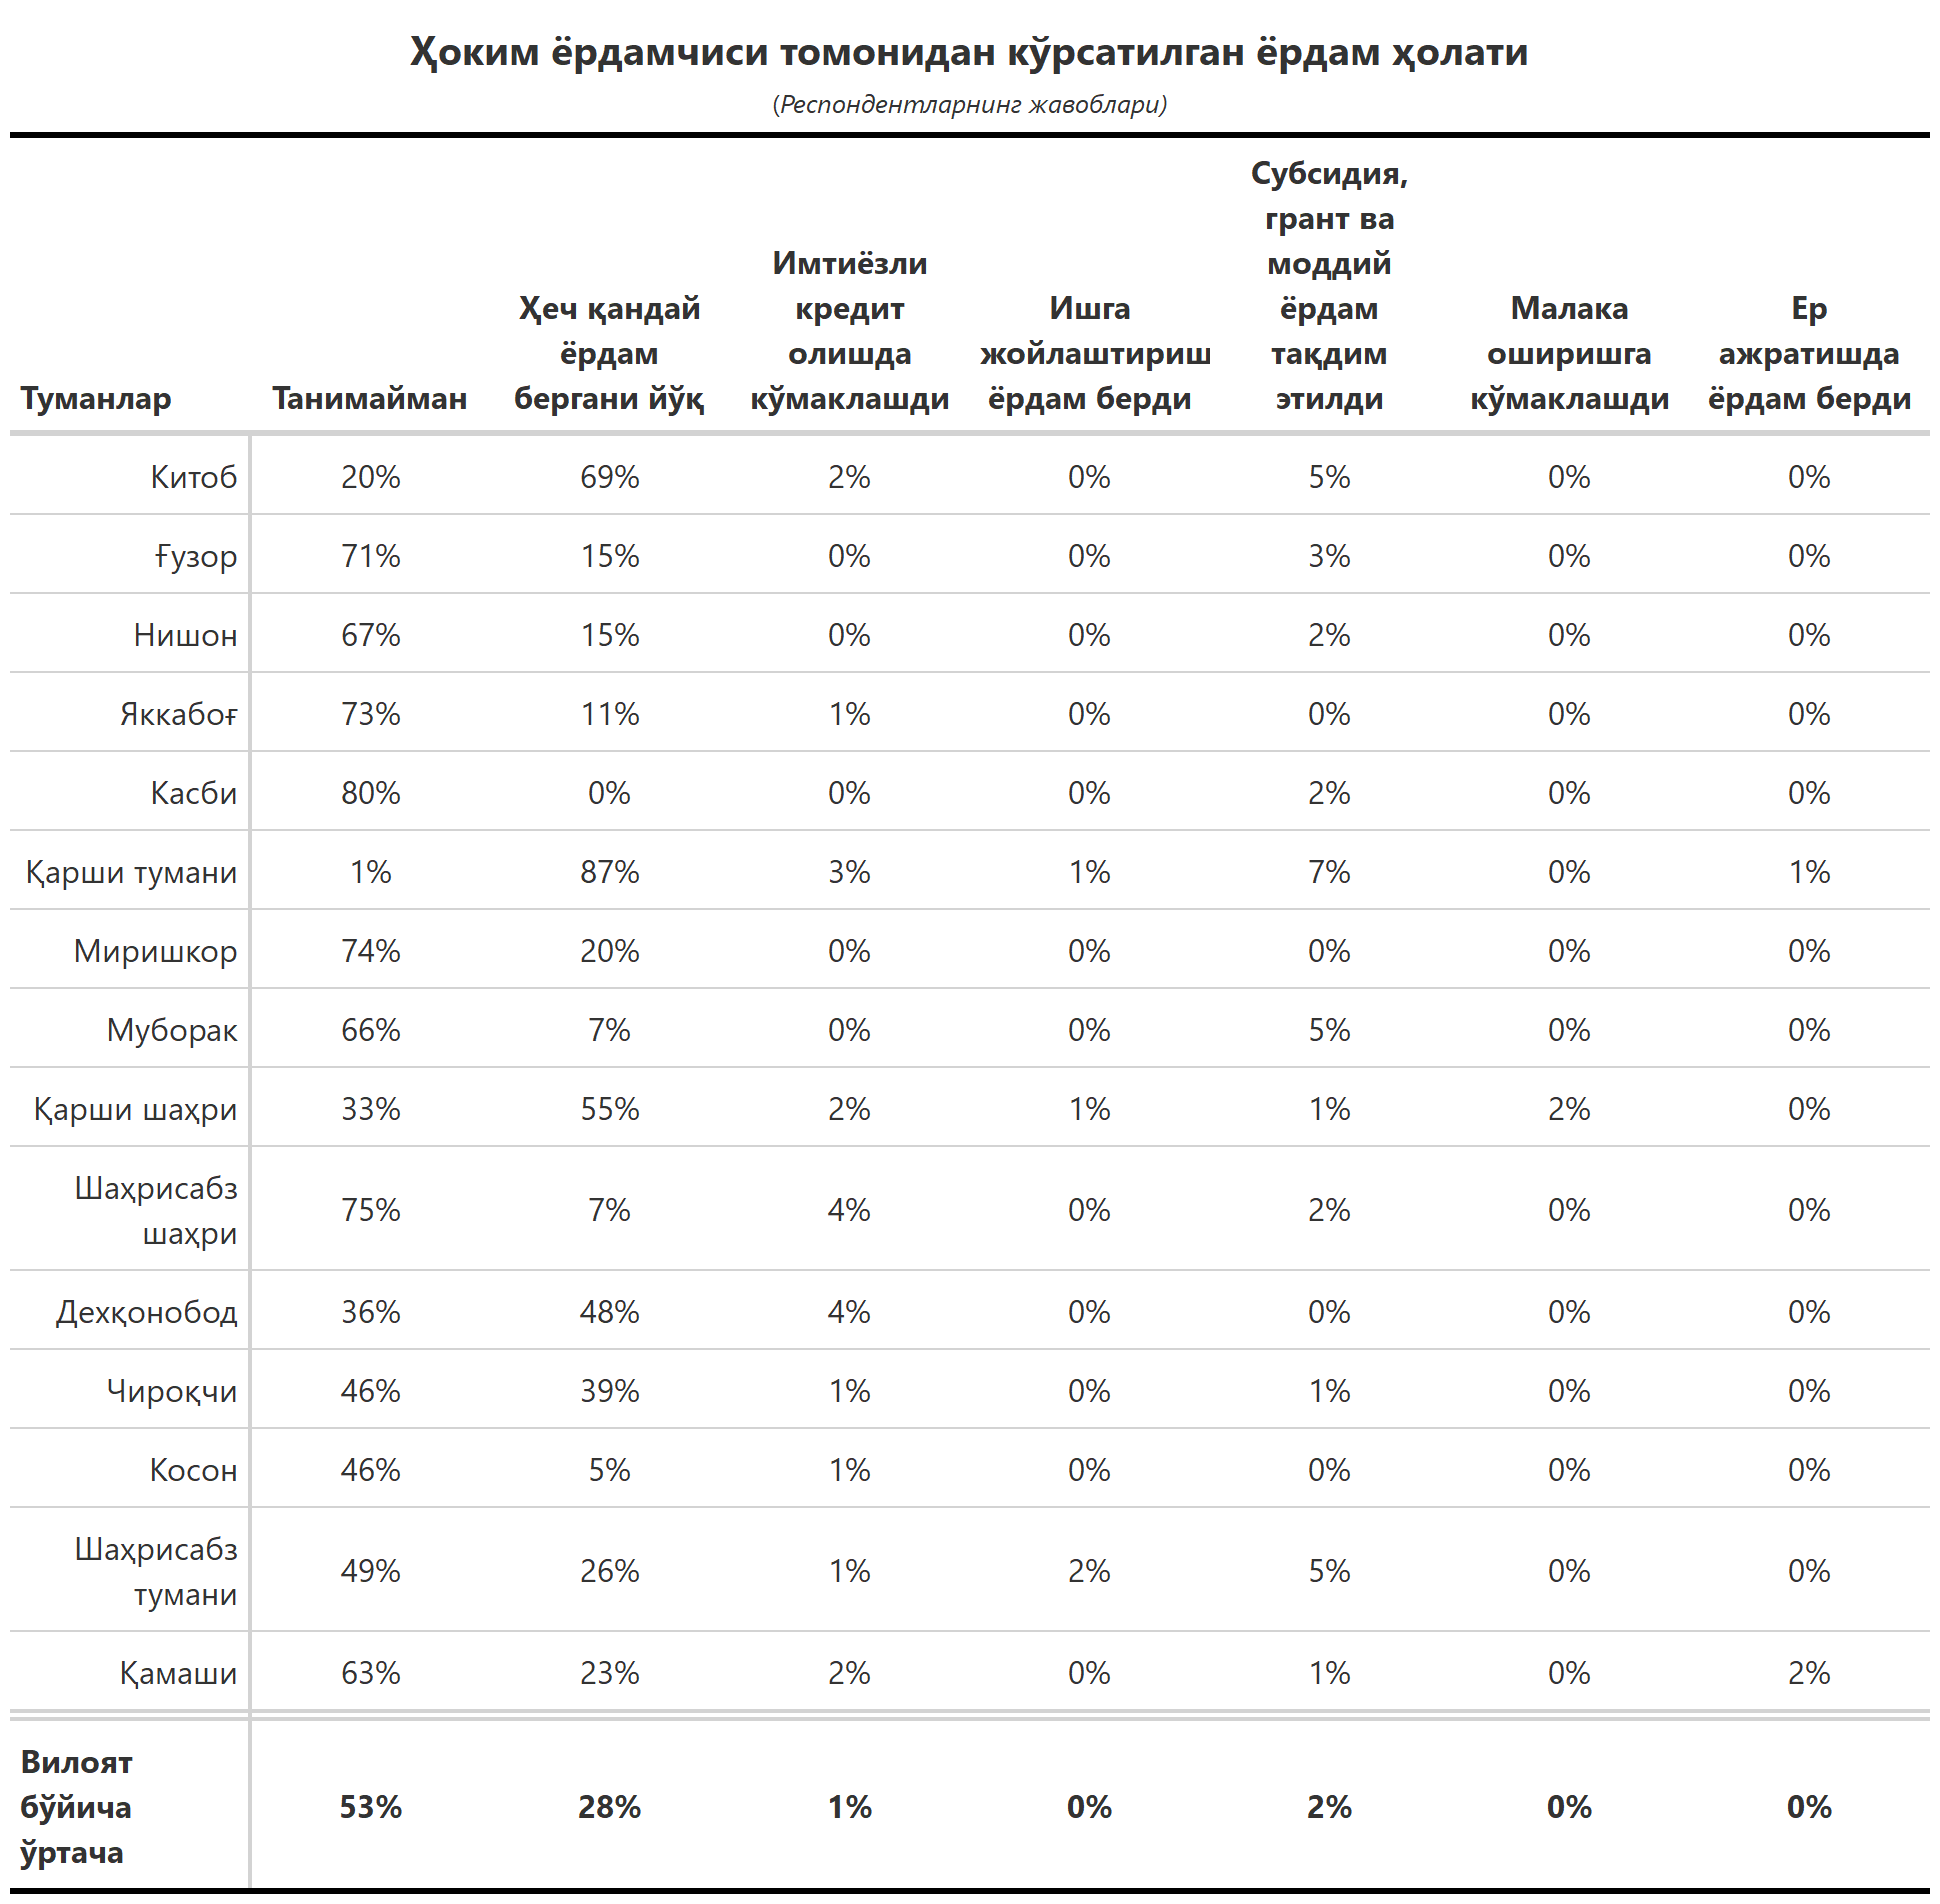 Ҳоким ёрдамчиси томонидан кўрсатилган ёрдам ҳолати
(Респондентларнинг жавоблари)
Туманлар
Танимайман
Ҳеч қандай
ёрдам
бергани йўқ
Имтиёзли
кредит
олишда
кўмаклашди
Ишга
жойлаштириш
ёрдам берди
Субсидия,
грант ва
моддий
ёрдам
тақдим
этилди
Малака
оширишга
кўмаклашди
Ер
ажратишда
ёрдам берди
Китоб 20% 69% 2% 0% 5% 0% 0%
Ғузор 71% 15% 0% 0% 3% 0% 0%
Нишон 67% 15% 0% 0% 2% 0% 0%
Яккабоғ 73% 11% 1% 0% 0% 0% 0%
Касби 80% 0% 0% 0% 2% 0% 0%
Қарши тумани 1% 87% 3% 1% 7% 0% 1%
Миришкор 74% 20% 0% 0% 0% 0% 0%
Муборак 66% 7% 0% 0% 5% 0% 0%
Қарши шаҳри 33% 55% 2% 1% 1% 2% 0%
Шаҳрисабз
шаҳри
75% 7% 4% 0% 2% 0% 0%
Дехқонобод 36% 48% 4% 0% 0% 0% 0%
Чироқчи 46% 39% 1% 0% 1% 0% 0%
Косон 46% 5% 1% 0% 0% 0% 0%
Шаҳрисабз
тумани
49% 26% 1% 2% 5% 0% 0%
Қамаши 63% 23% 2% 0% 1% 0% 2%
Вилоят
бўйича
ўртача
53% 28% 1% 0% 2% 0% 0%